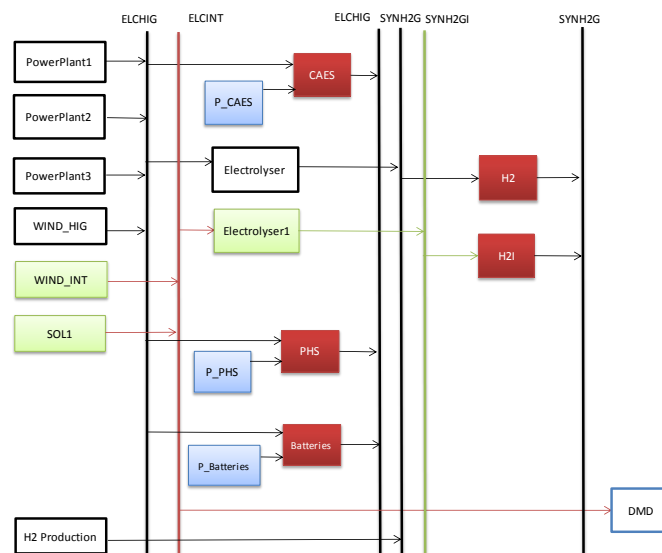 ELCHIG
ELCINT
ELCHIG
SYNH2G
SYNH2GI
SYNH2G
PowerPlant1
CAES
P_CAES
PowerPlant2
PowerPlant3
Electrolyser
H2
WIND_HIG
Electrolyser1
H2I
WIND_INT
SOL1
PHS
P_PHS
Batteries
P_Batteries
DMD
H2 Production